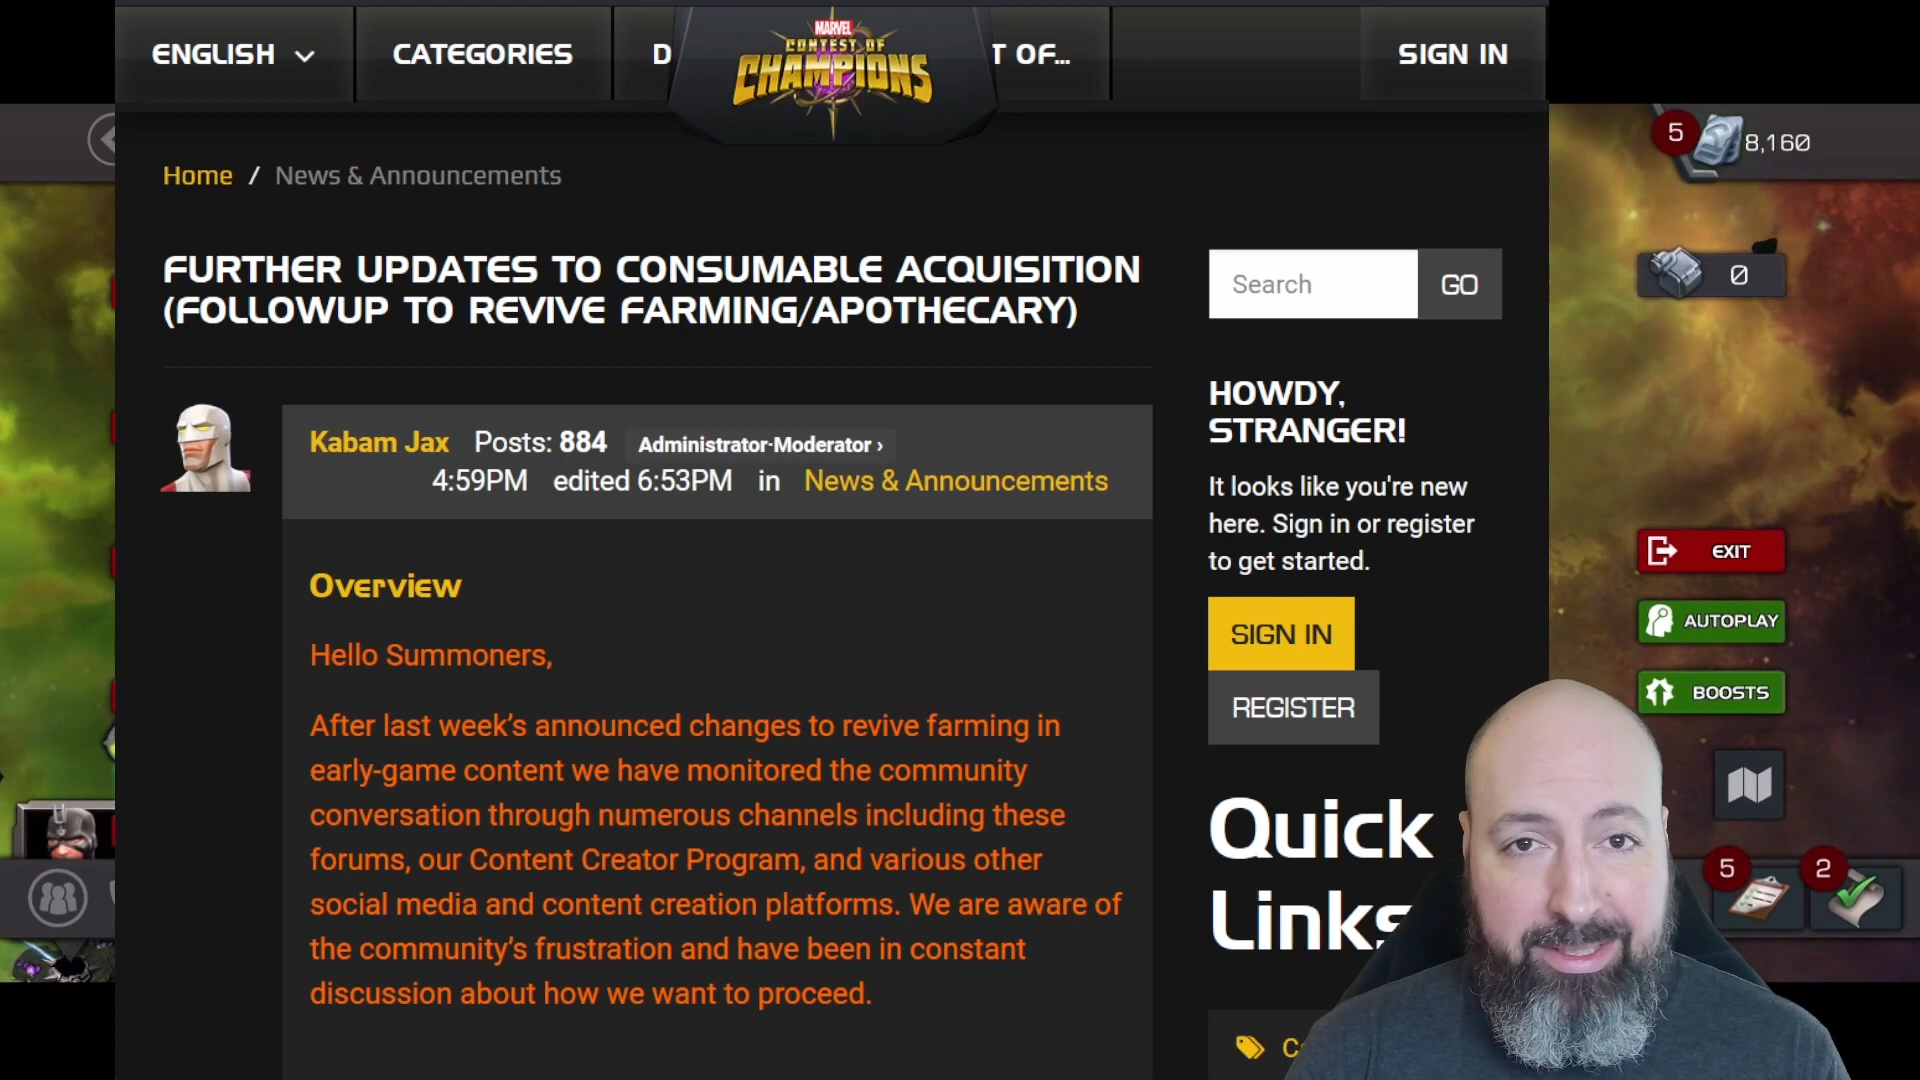 ENGLISH
CATEGORIES
D
MARVEL
CONTEST OF
CHAMPIONS
T OF...
SIGN IN
5
8,160
Home / News & Announcements
0
FURTHER UPDATES TO CONSUMABLE ACQUISITION
(FOLLOWUP TO REVIVE FARMING/APOTHECARY)
Search
GO
HOWDY,
STRANGER!
Kabam Jax Posts: 884 Administrator-Moderator ›
4:59PM edited 6:53PM in News & Announcements
It looks like you're new
here. Sign in or register
to get started.
EXIT
Overview
SIGN IN
AUTOPLAY
Hello Summoners,
REGISTER
BOOSTS
After last week’s announced changes to revive farming in
early-game content we have monitored the community
conversation through numerous channels including these
forums, our Content Creator Program, and various other
social media and content creation platforms. We are aware of
the community’s frustration and have been in constant
discussion about how we want to proceed.
Quick
Links
5
2